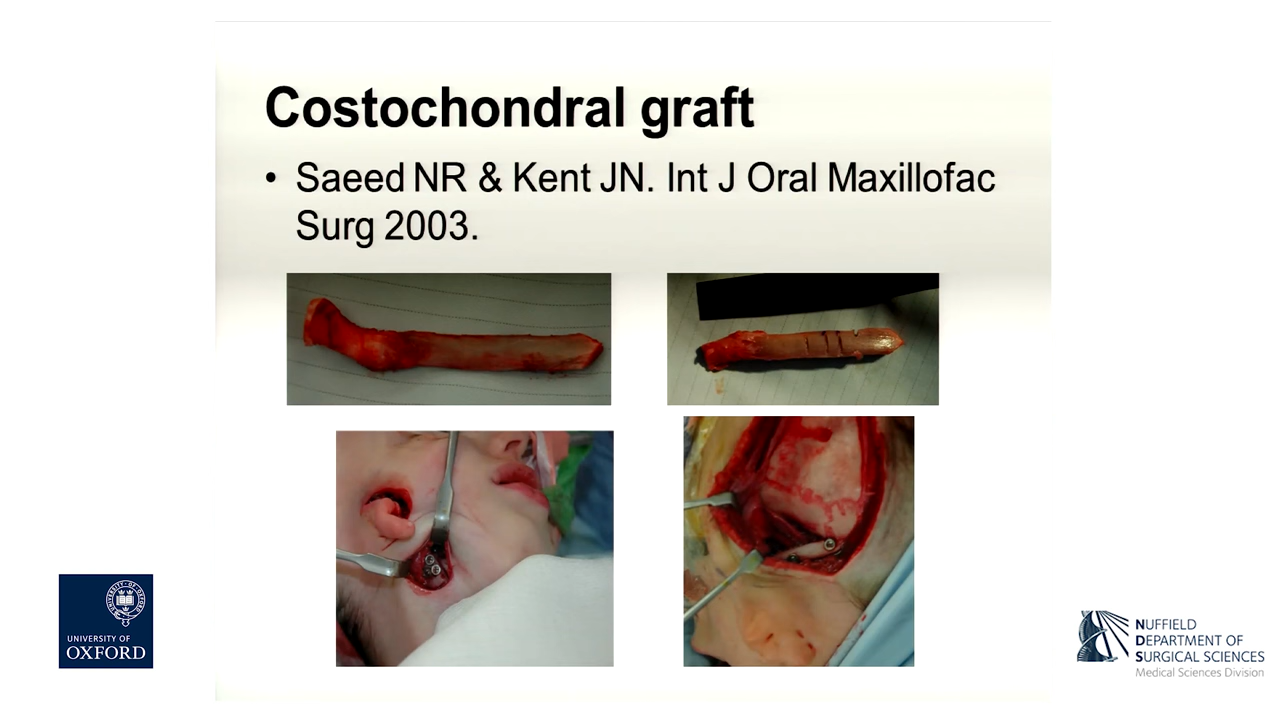 Costochondral graft
• Saeed NR & Kent JN. Int J Oral Maxillofac
Surg 2003.
UNIVERSITY OF
OXFORD
NUFFIELD
DEPARTMENT OF
SURGICAL SCIENCES
Medical Sciences Division